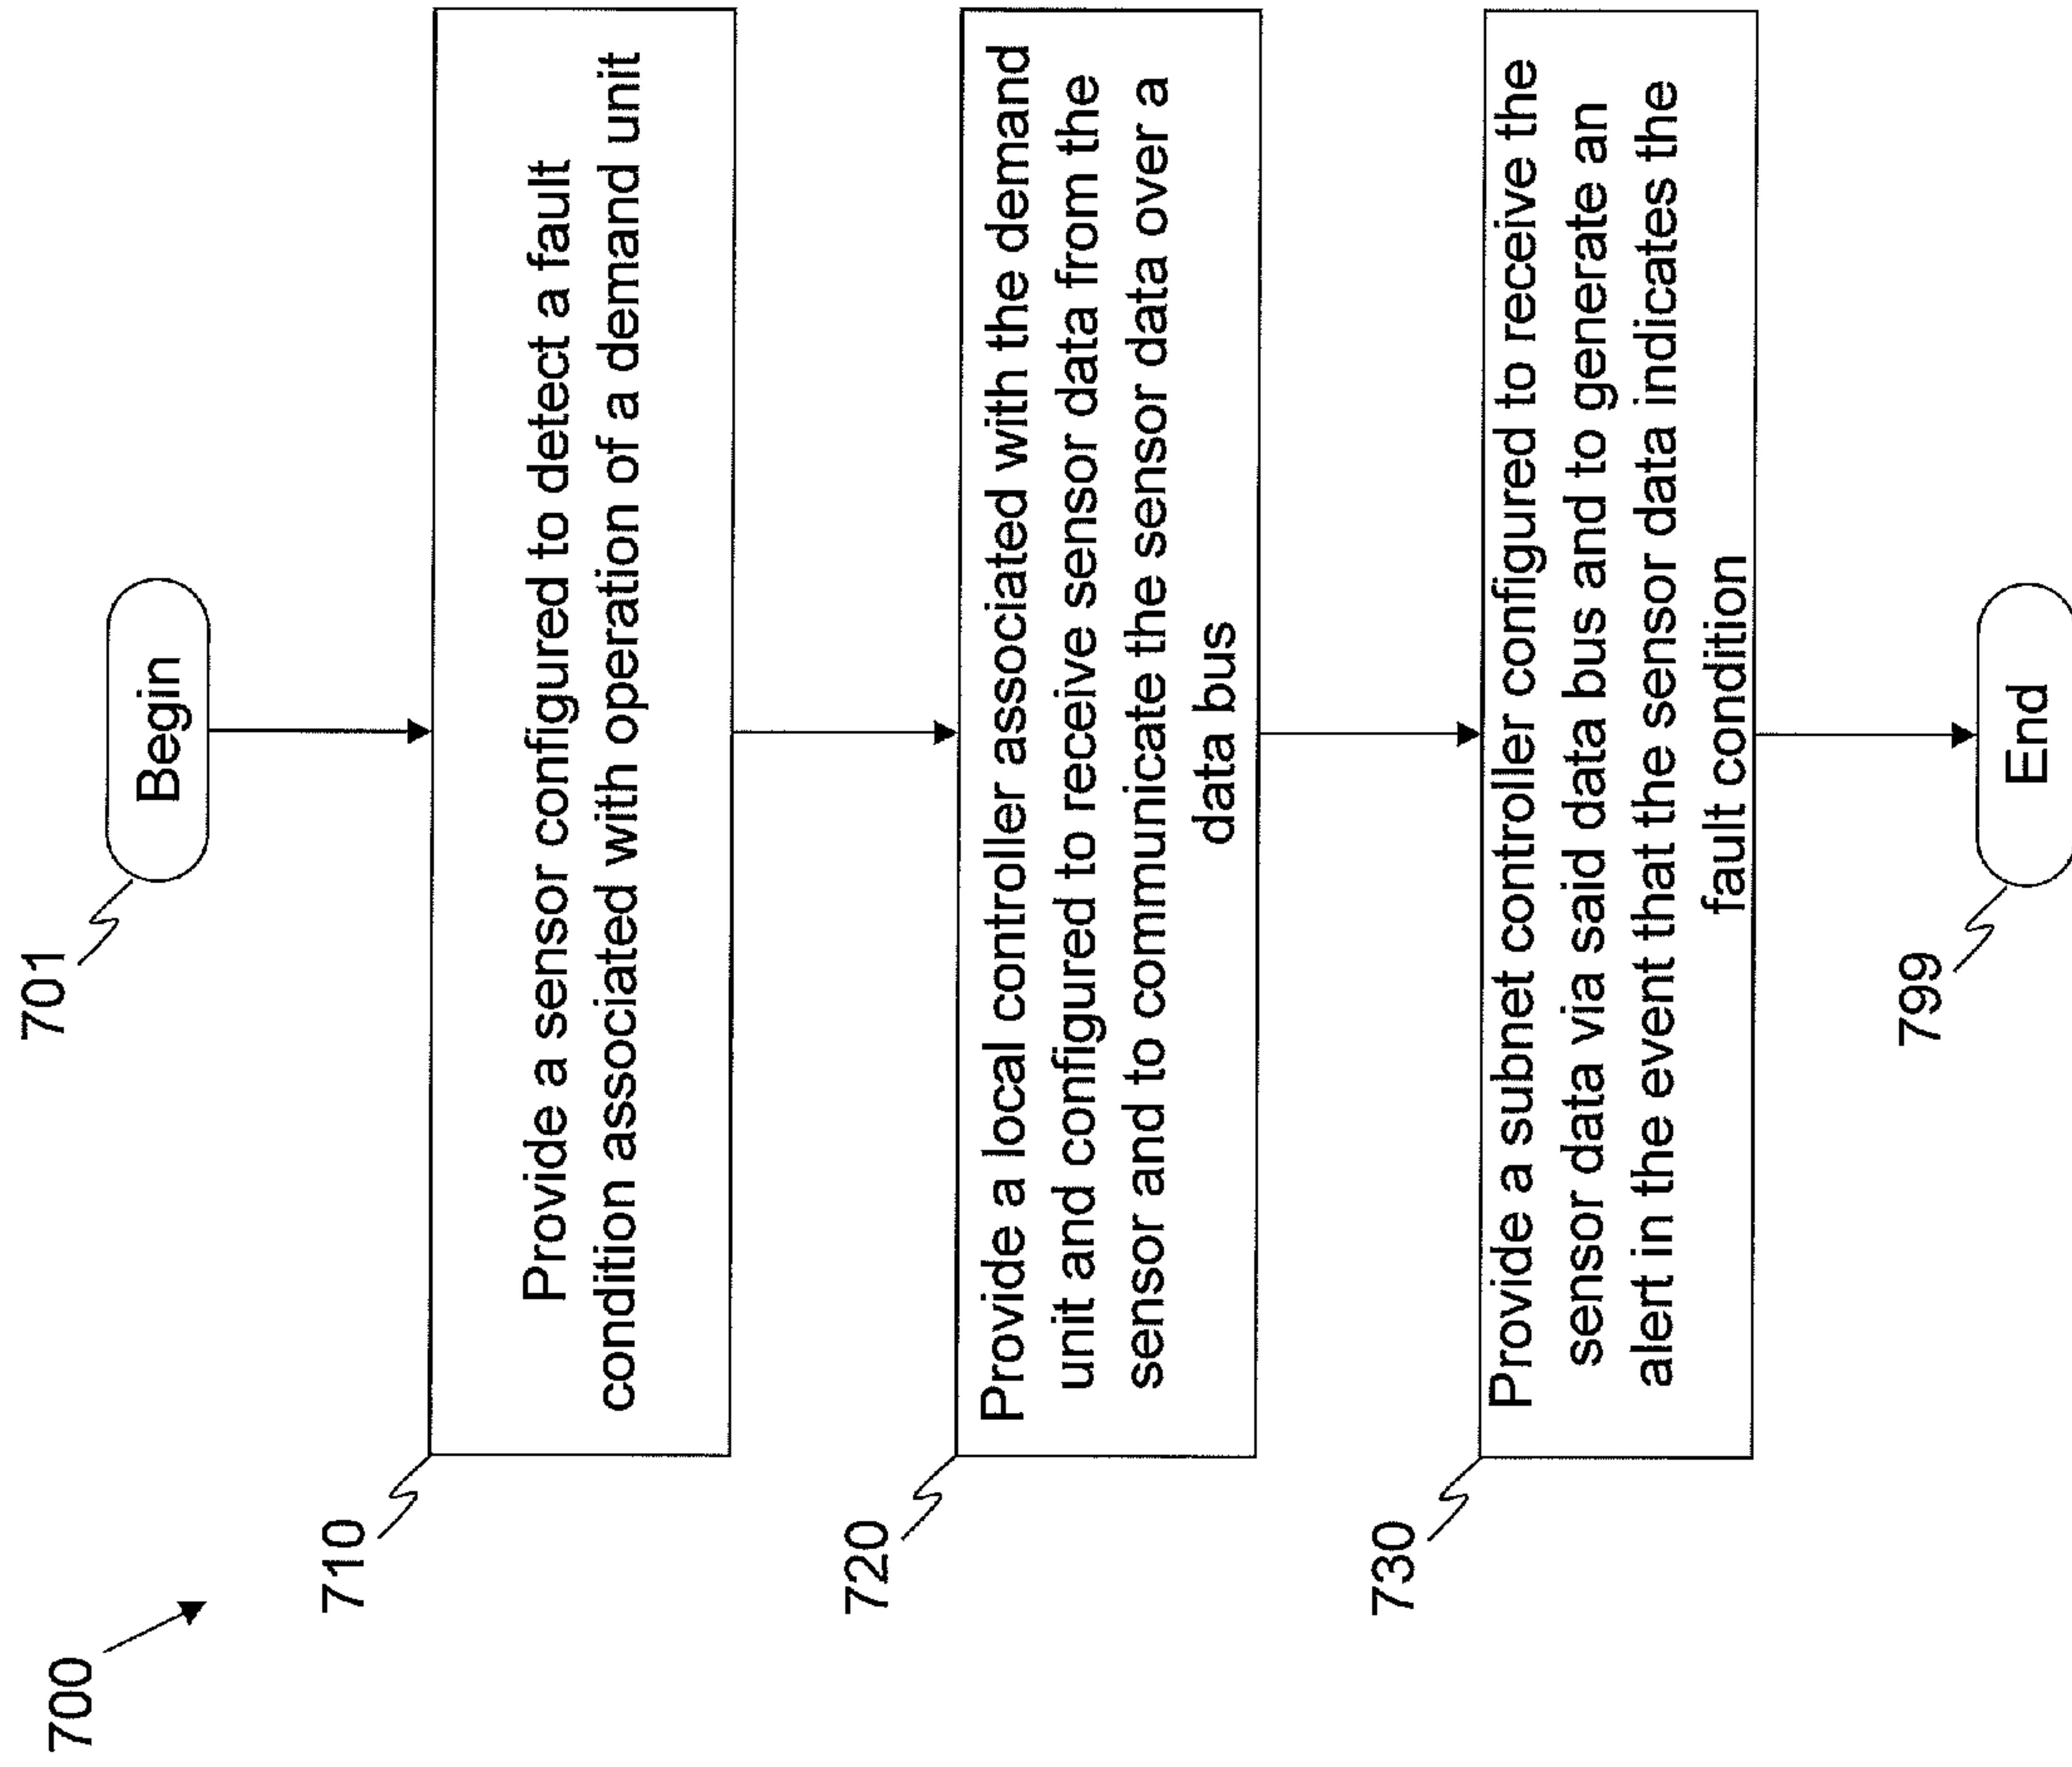 700
701
Begin
710
Provide a sensor configured to detect a fault
condition associated with operation of a demand unit
720
Provide a local controller associated with the demand
unit and configured to receive sensor data from the
sensor and to communicate the sensor data over a
data bus
730
Provide a subnet controller configured to receive the
sensor data via said data bus and to generate an
alert in the event that the sensor data indicates the
fault condition
799
End